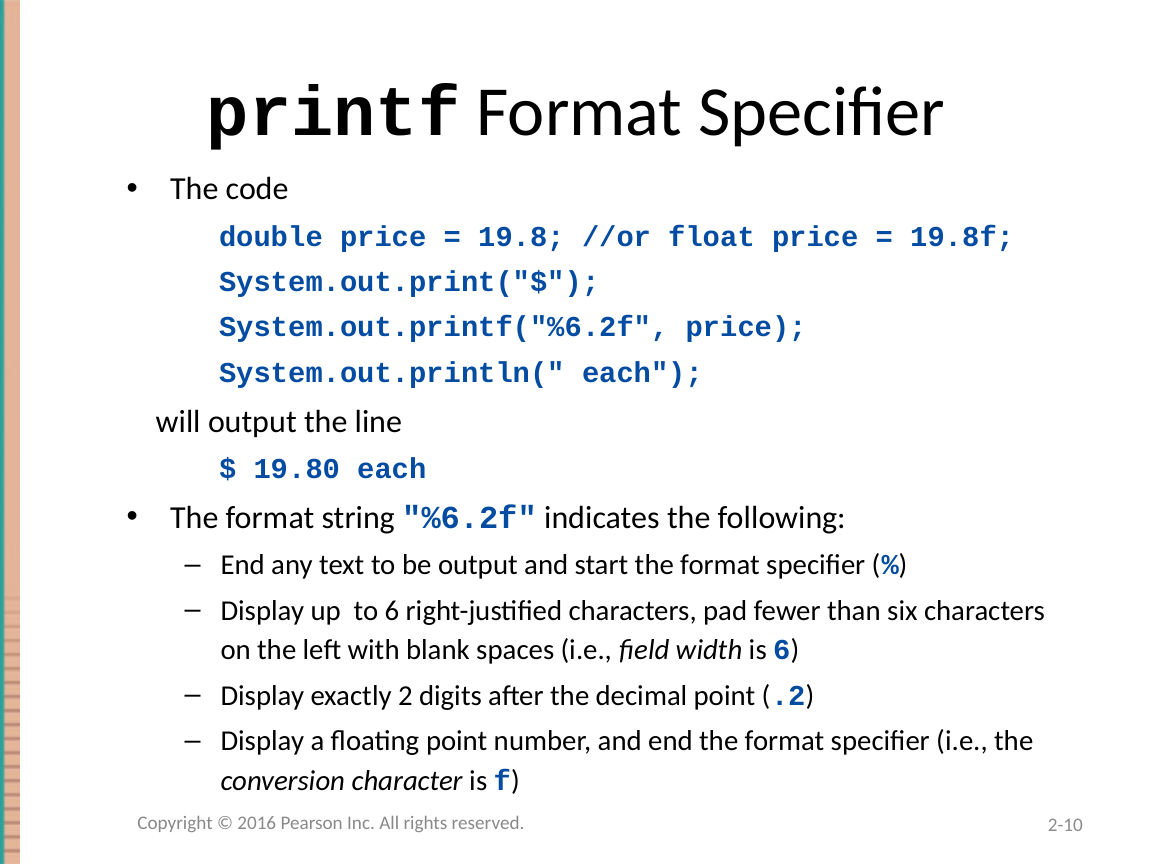 printf Format Specifier
• The code
double price = 19.8; //or float price = 19.8f;
System.out.print("$");
System.out.printf("%6.2f", price);
System.out.println(" each");
will output the line
$ 19.80 each
• The format string "%6.2f" indicates the following:
– End any text to be output and start the format specifier (%)
– Display up  to 6 right-justified characters, pad fewer than six characters
on the left with blank spaces (i.e., field width is 6)
– Display exactly 2 digits after the decimal point (.2)
– Display a floating point number, and end the format specifier (i.e., the
conversion character is f)
Copyright © 2016 Pearson Inc. All rights reserved.
2-10